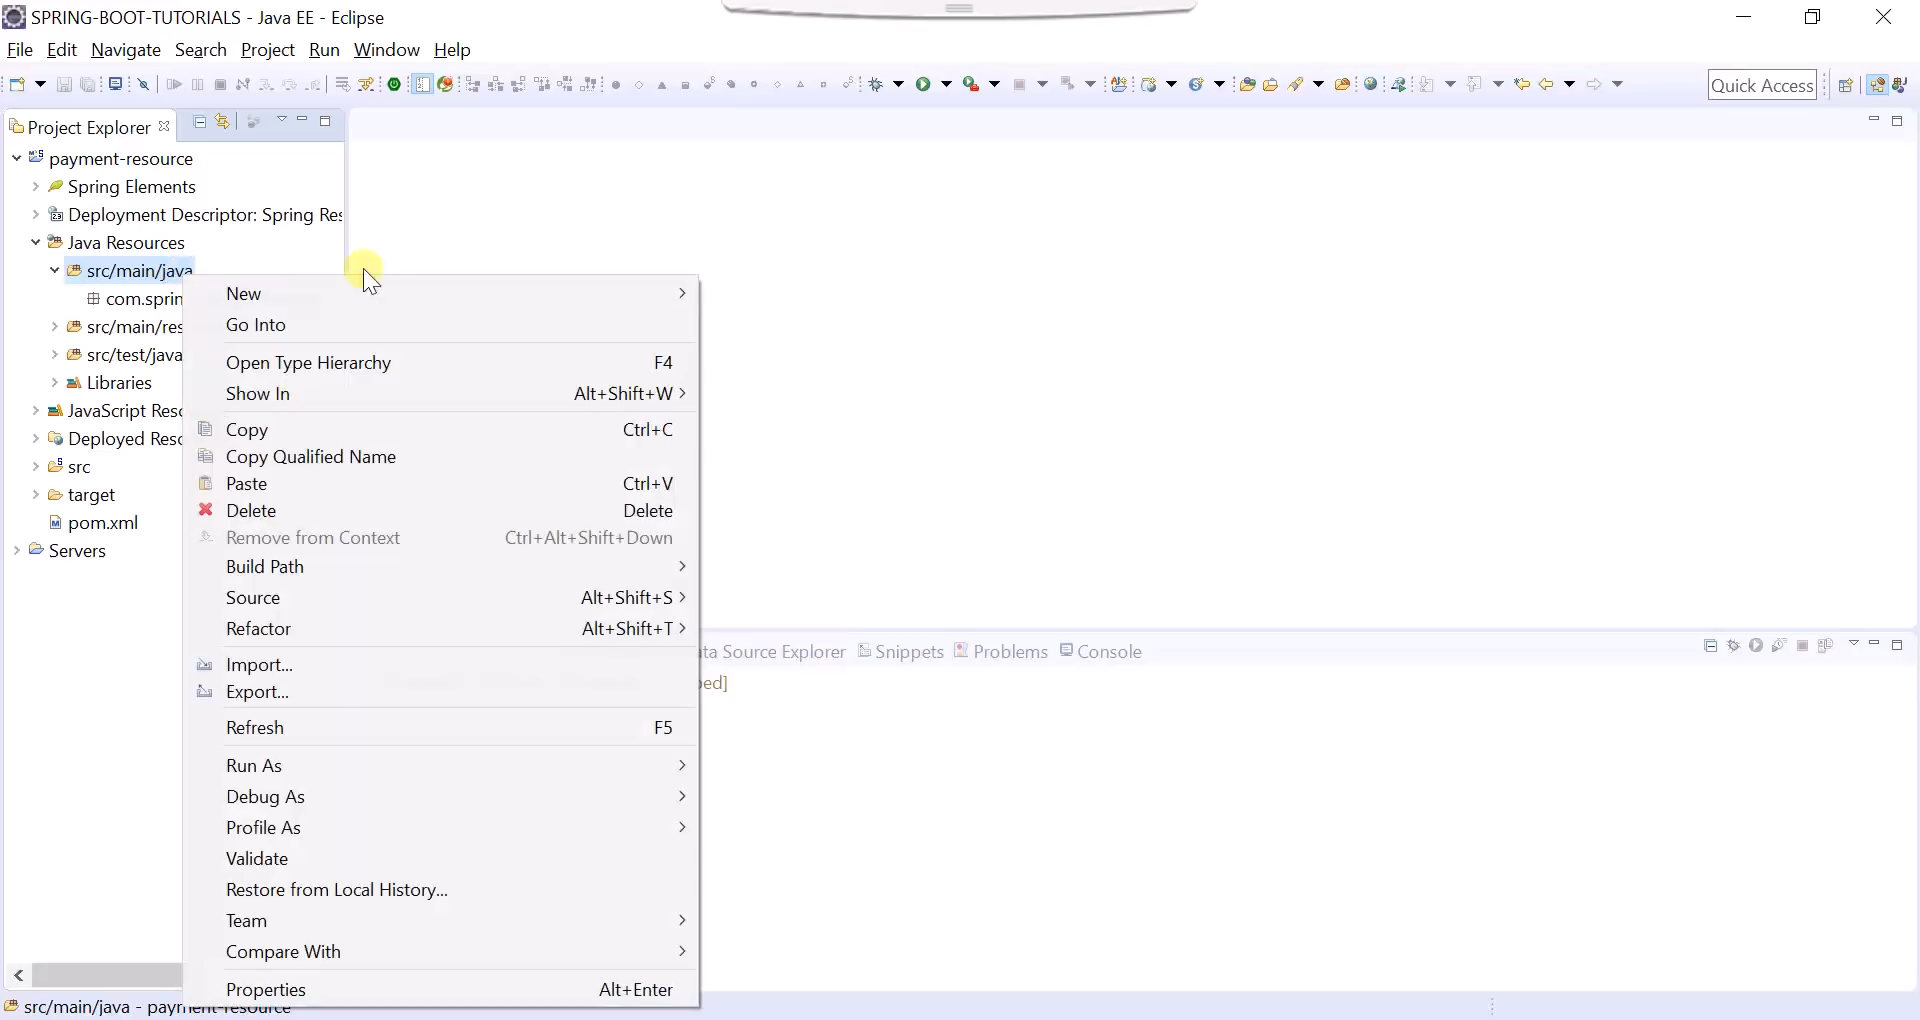 SPRING-BOOT-TUTORIALS - Java EE - Eclipse
File Edit Navigate Search Project Run Window Help
Quick Access
Project Explorer
payment-resource
Spring Elements
Deployment Descriptor: Spring Res
Java Resources
src/main/java
com.sprin
src/main/res
src/test/java
Libraries
JavaScript Reso
Deployed Reso
src
target
pom.xml
Servers
New
Go Into
Open Type Hierarchy F4
Show In Alt+Shift+W
Copy Ctrl+C
Copy Qualified Name
Paste Ctrl+V
Delete Delete
Remove from Context Ctrl+Alt+Shift+Down
Build Path
Source Alt+Shift+S
Refactor Alt+Shift+T
Import...
Export...
Refresh F5
Run As
Debug As
Profile As
Validate
Restore from Local History...
Team
Compare With
Properties Alt+Enter
ata Source Explorer Snippets Problems Console
ped]
src/main/java - payment-resource